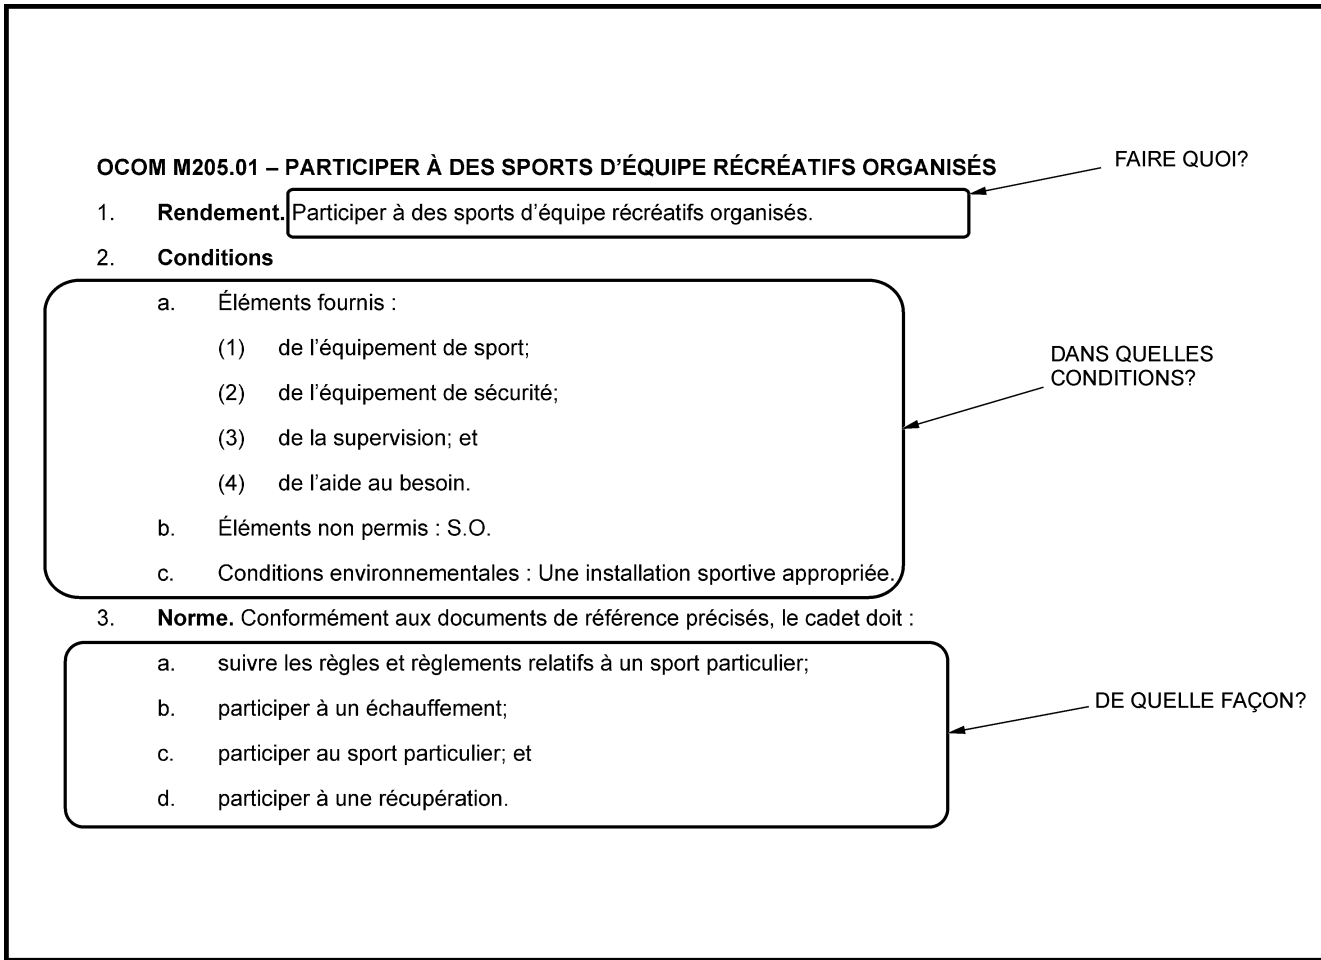 OCOM M205.01 – PARTICIPER À DES SPORTS D'ÉQUIPE RÉCRÉATIFS ORGANISÉS
FAIRE QUOI?
1. Rendement. Participer à des sports d'équipe récréatifs organisés.
2. Conditions
a. Éléments fournis :
(1) de l'équipement de sport;
DANS QUELLES
CONDITIONS?
(2) de l'équipement de sécurité;
(3) de la supervision; et
(4) de l'aide au besoin.
b. Éléments non permis : S.O.
c. Conditions environnementales : Une installation sportive appropriée.
3. Norme. Conformément aux documents de référence précisés, le cadet doit :
a. suivre les règles et règlements relatifs à un sport particulier;
DE QUELLE FAÇON?
b. participer à un échauffement;
c. participer au sport particulier; et
d. participer à une récupération.